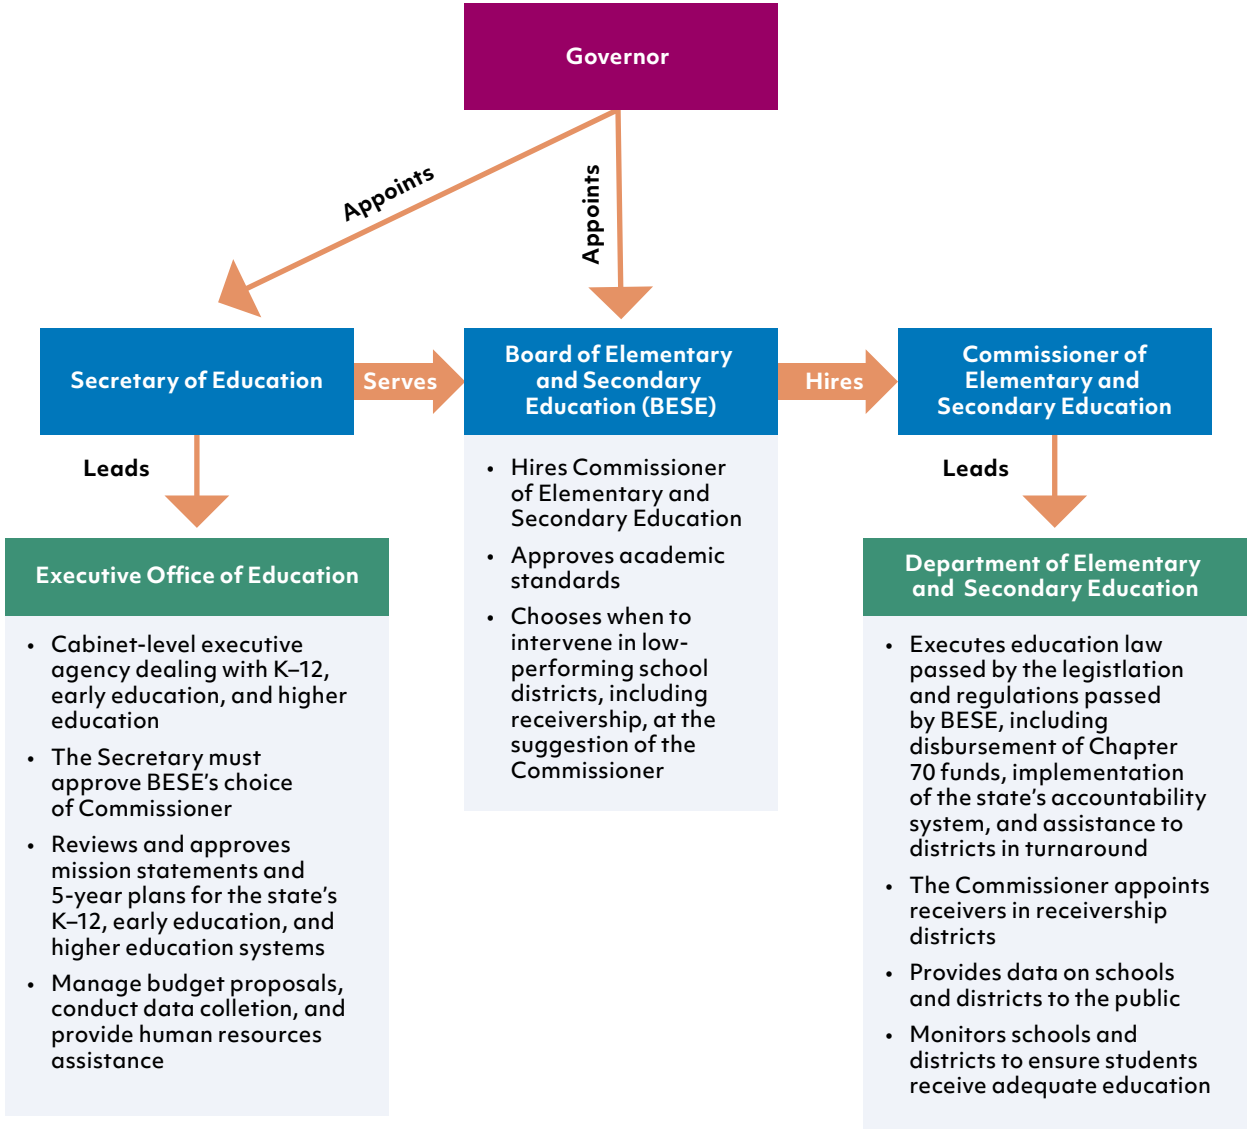 Governor
Appoints
Appoints
Secretary of Education
Serves
Board of Elementary
and Secondary
Education (BESE)
Hires
Commissioner of
Elementary and
Secondary Education
Leads
Executive Office of Education
• Cabinet-level executive
agency dealing with K–12,
early education, and higher
education
• The Secretary must
approve BESE's choice
of Commissioner
• Reviews and approves
mission statements and
5-year plans for the state's
K–12, early education, and
higher education systems
• Manage budget proposals,
conduct data colletion, and
provide human resources
assistance
• Hires Commissioner
of Elementary and
Secondary Education
• Approves academic
standards
• Chooses when to
intervene in low-
performing school
districts, including
receivership, at the
suggestion of the
Commissioner
Leads
Department of Elementary
and Secondary Education
• Executes education law
passed by the legistlation
and regulations passed
by BESE, including
disbursement of Chapter
70 funds, implementation
of the state's accountability
system, and assistance to
districts in turnaround
• The Commissioner appoints
receivers in receivership
districts
• Provides data on schools
and districts to the public
• Monitors schools and
districts to ensure students
receive adequate education